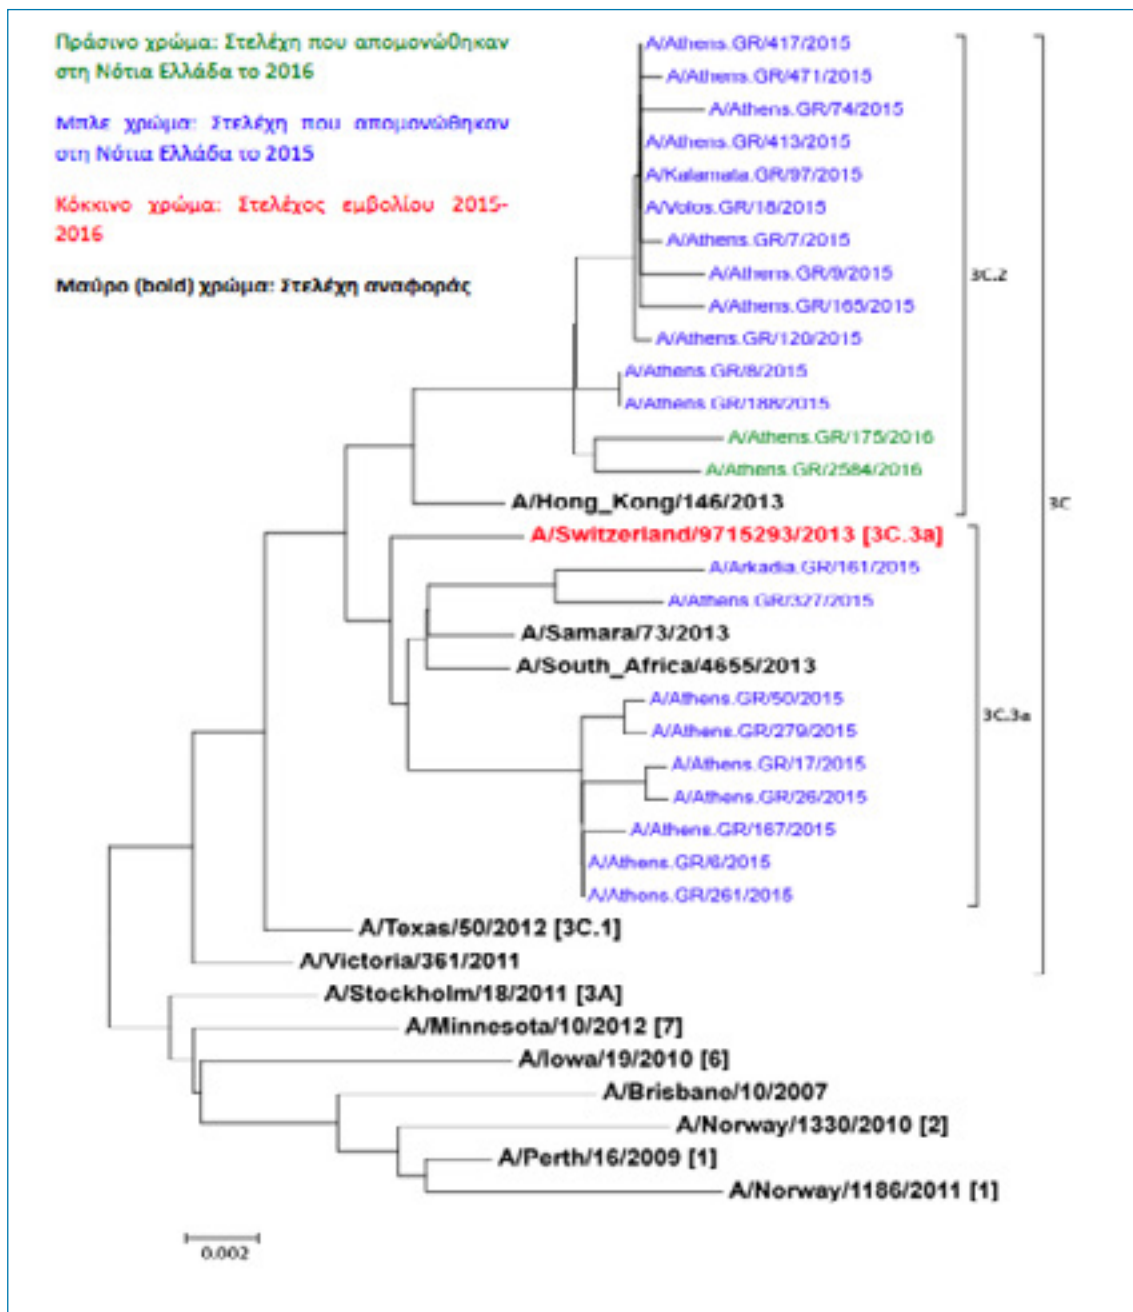 Πράσινο χρώμα: Στελέχη που απομονώθηκαν
στη Νότια Ελλάδα το 2016
Μπλε χρώμα: Στελέχη που απομονώθηκαν
στη Νότια Ελλάδα το 2015
Κόκκινο χρώμα: Στελέχος εμβολίου 2015-
2016
Μαύρο (bold) χρώμα: Στελέχη αναφοράς
A/Athens.GR/417/2015
A/Athens.GR/471/2015
A/Athens.GR/74/2015
A/Athens.GR/413/2015
A/Kalamata.GR/97/2015
A/Volos.GR/18/2015
A/Athens.GR/7/2015
A/Athens.GR/9/2015
3C.2
A/Athens.GR/165/2015
A/Athens.GR/120/2015
A/Athens.GR/8/2015
A/Athens.GR/188/2015
A/Athens.GR/175/2016
A/Athens.GR/2584/2016
A/Hong_Kong/146/2013
3C
A/Switzerland/9715293/2013 [3C.3a]
A/Arkadia.GR/161/2015
A/Athens.GR/327/2015
A/Samara/73/2013
A/South_Africa/4655/2013
A/Athens.GR/50/2015
3C.3a
A/Athens.GR/279/2015
A/Athens.GR/17/2015
A/Athens.GR/26/2015
A/Athens.GR/167/2015
A/Athens.GR/6/2015
A/Athens.GR/261/2015
A/Texas/50/2012 [3C.1]
A/Victoria/361/2011
A/Stockholm/18/2011 [3A]
A/Minnesota/10/2012 [7]
A/Iowa/19/2010 [6]
A/Brisbane/10/2007
A/Norway/1330/2010 [2]
A/Perth/16/2009 [1]
A/Norway/1186/2011 [1]
0.002